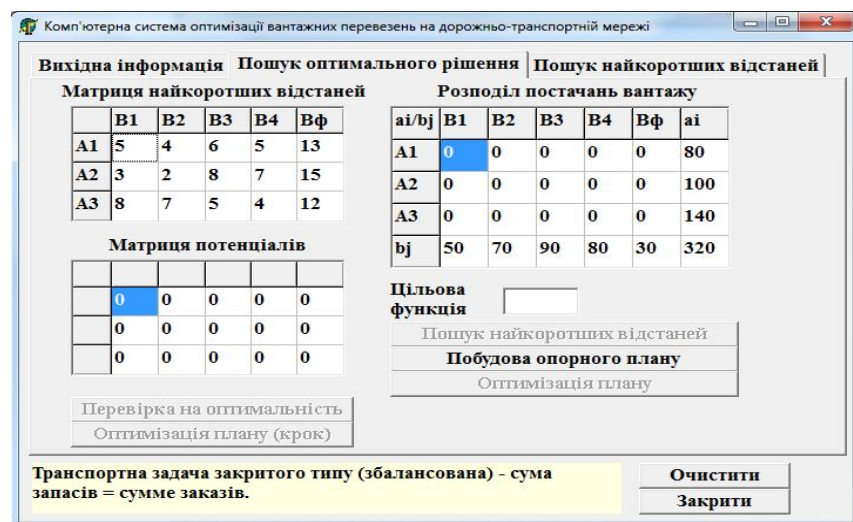 Комп'ютерна система оптимізації вантажних перевезень на дорожньо-транспортній мережі
Вихідна інформація Пошук оптимального рішення Пошук найкоротших відстаней
Матриця найкоротших відстаней
B1 B2 B3 B4 Вф
A1 5 4 6 5 13
A2 3 2 8 7 15
A3 8 7 5 4 12
Розподіл постачань вантажу
ai/bj B1 B2 B3 B4 Вф ai
A1 0 0 0 0 0 80
A2 0 0 0 0 0 100
A3 0 0 0 0 0 140
bj 50 70 90 80 30 320
Матриця потенціалів
0 0 0 0 0
0 0 0 0 0
0 0 0 0 0
Цільова
функція
Пошук найкоротших відстаней
Побудова опорного плану
Оптимізація плану
Перевірка на оптимальність
Оптимізація плану (крок)
Транспортна задача закритого типу (збалансована) - сума
запасів = сумме заказів.
Очистити
Закрити